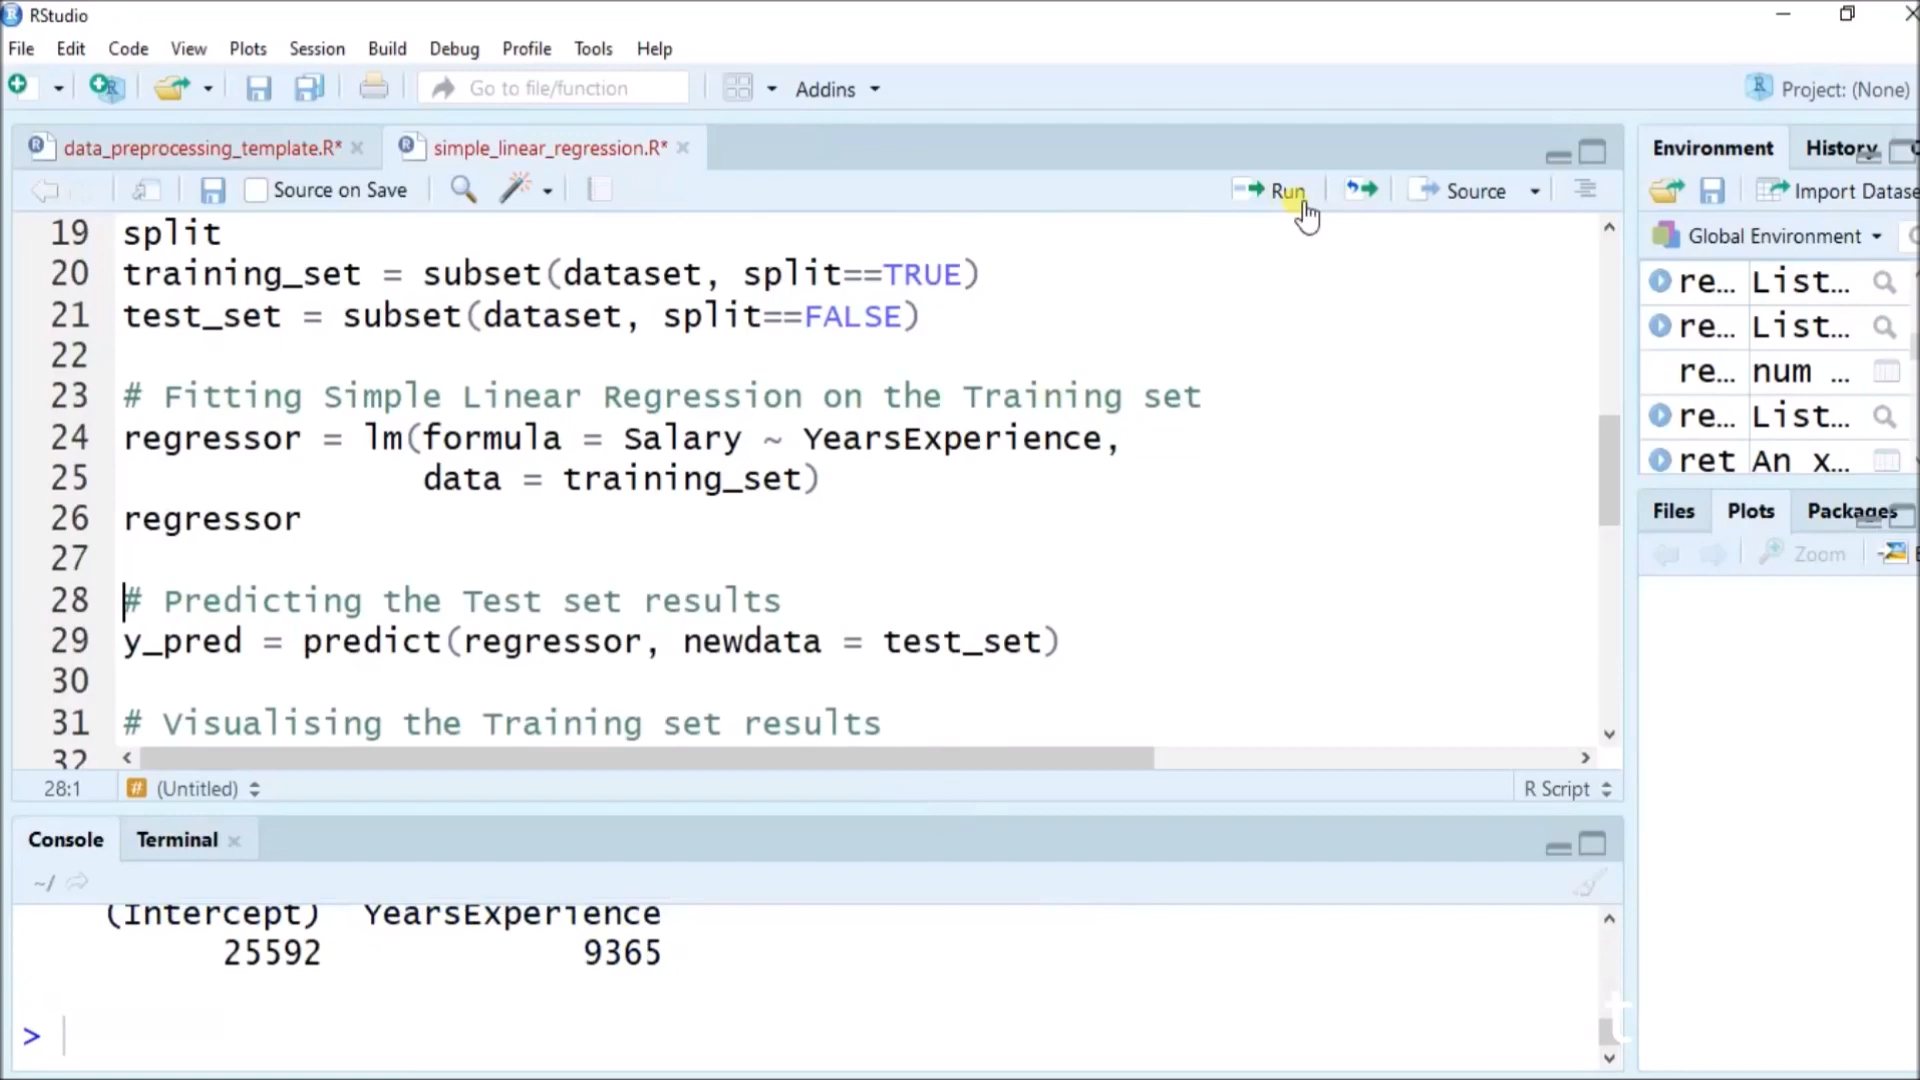 RStudio
File Edit Code View Plots Session Build Debug Profile Tools Help
Go to file/function Addins Project: (None)
data_preprocessing_template.R* simple_linear_regression.R*
Source on Save Run Source
19 split
20 training_set = subset(dataset, split==TRUE)
21 test_set = subset(dataset, split==FALSE)
22
23 # Fitting Simple Linear Regression on the Training set
24 regressor = lm(formula = Salary ~ YearsExperience,
25 data = training_set)
26 regressor
27
28 # Predicting the Test set results
29 y_pred = predict(regressor, newdata = test_set)
30
31 # Visualising the Training set results
32
28:1 (Untitled) R Script
Console Terminal
~/
(Intercept) YearsExperience
25592 9365
>
Environment History
Import Datase
Global Environment
re... List...
re... List...
re... num ...
re... List...
ret An x...
Files Plots Packages
Zoom
t